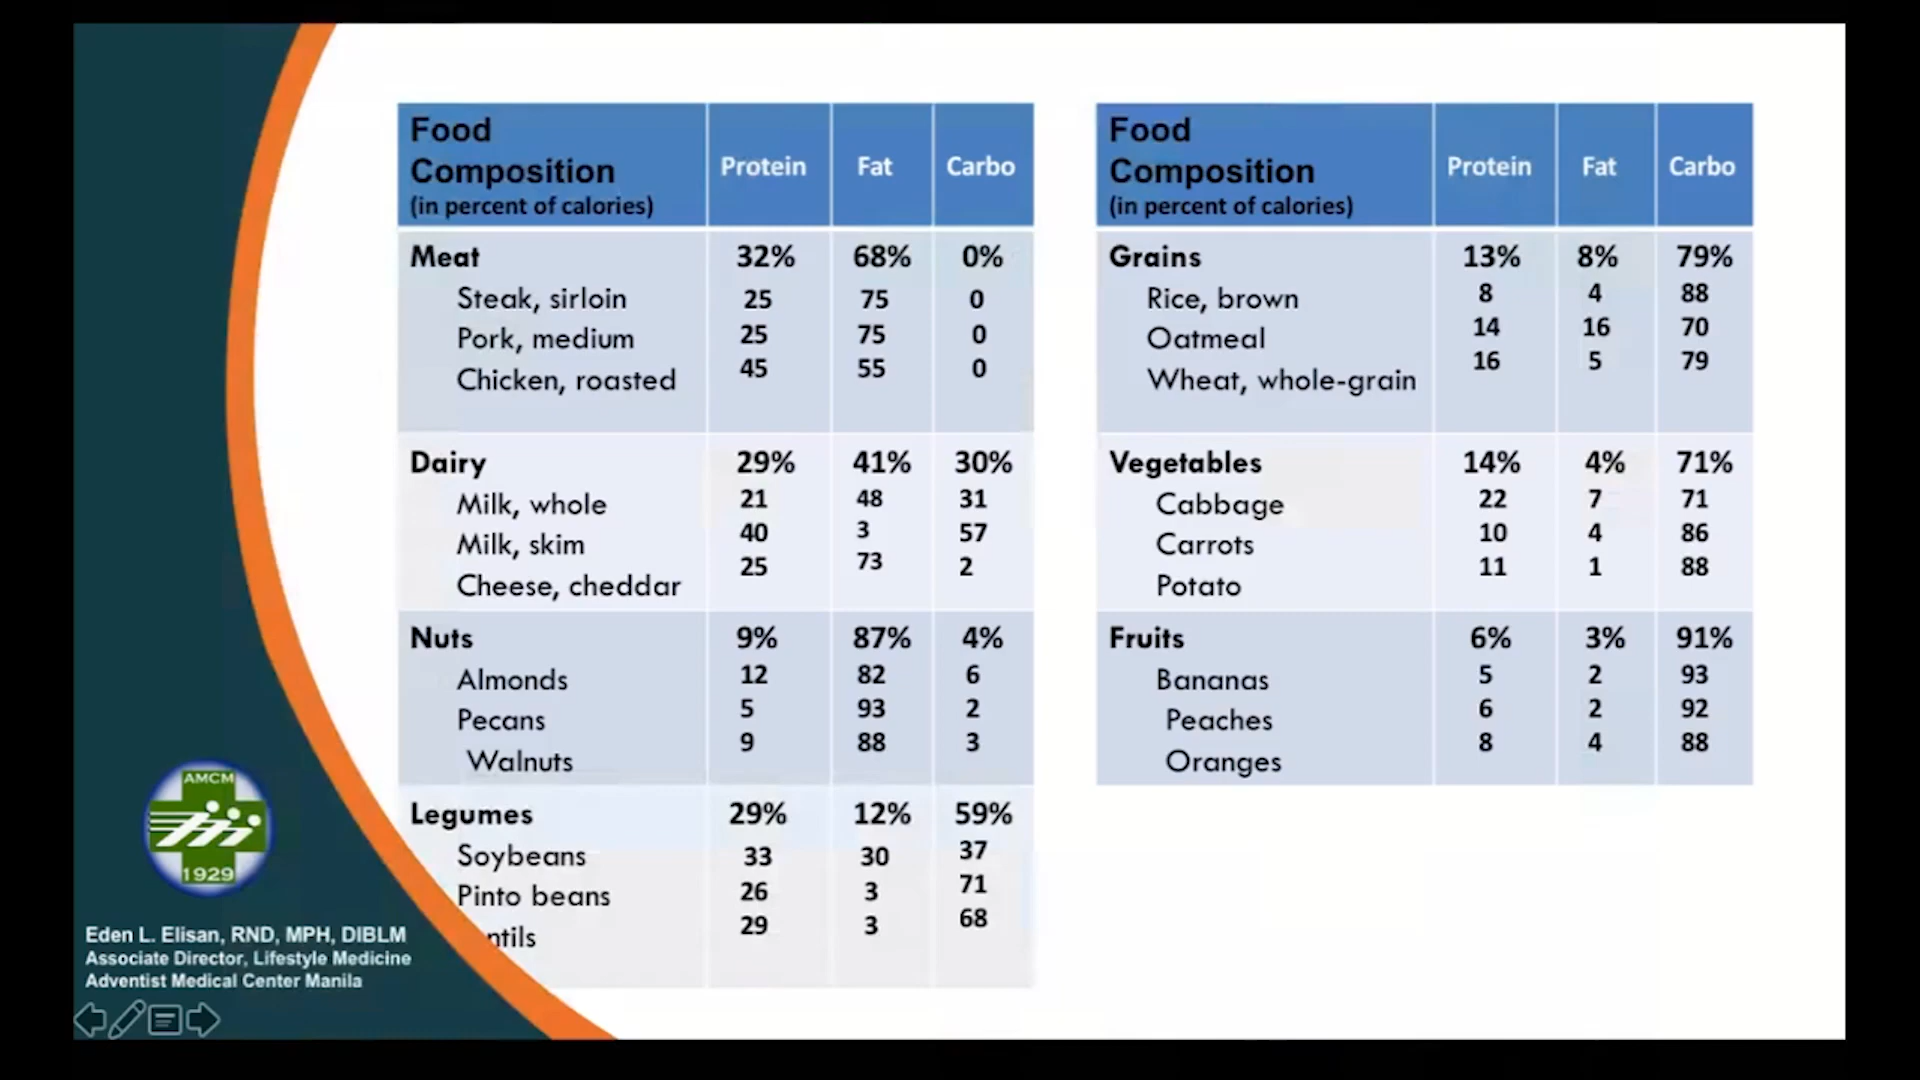 Food Composition (in percent of calories) Protein Fat Carbo
Meat 32% 68% 0%
Steak, sirloin 25 75 0
Pork, medium 25 75 0
Chicken, roasted 45 55 0
Dairy 29% 41% 30%
Milk, whole 21 48 31
Milk, skim 40 3 57
Cheese, cheddar 25 73 2
Nuts 9% 87% 4%
Almonds 12 82 6
Pecans 5 93 2
Walnuts 9 88 3
Legumes 29% 12% 59%
Soybeans 33 30 37
Pinto beans 26 3 71
ntils 29 3 68
Food Composition (in percent of calories) Protein Fat Carbo
Grains 13% 8% 79%
Rice, brown 8 4 88
Oatmeal 14 16 70
Wheat, whole-grain 16 5 79
Vegetables 14% 4% 71%
Cabbage 22 7 71
Carrots 10 4 86
Potato 11 1 88
Fruits 6% 3% 91%
Bananas 5 2 93
Peaches 6 2 92
Oranges 8 4 88
AMCM
1929
Eden L. Elisan, RND, MPH, DIBLM
Associate Director, Lifestyle Medicine
Adventist Medical Center Manila